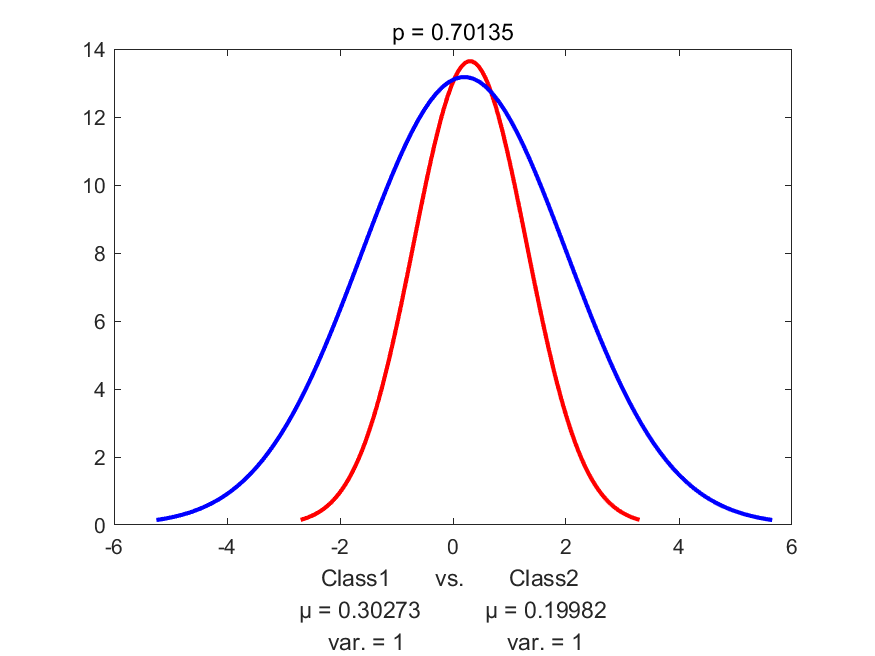 p = 0.70135
14
12
10
8
6
4
2
0
-6 -4 -2 0 2 4 6
Class1 vs. Class2
μ = 0.30273 μ = 0.19982
var. = 1 var. = 1